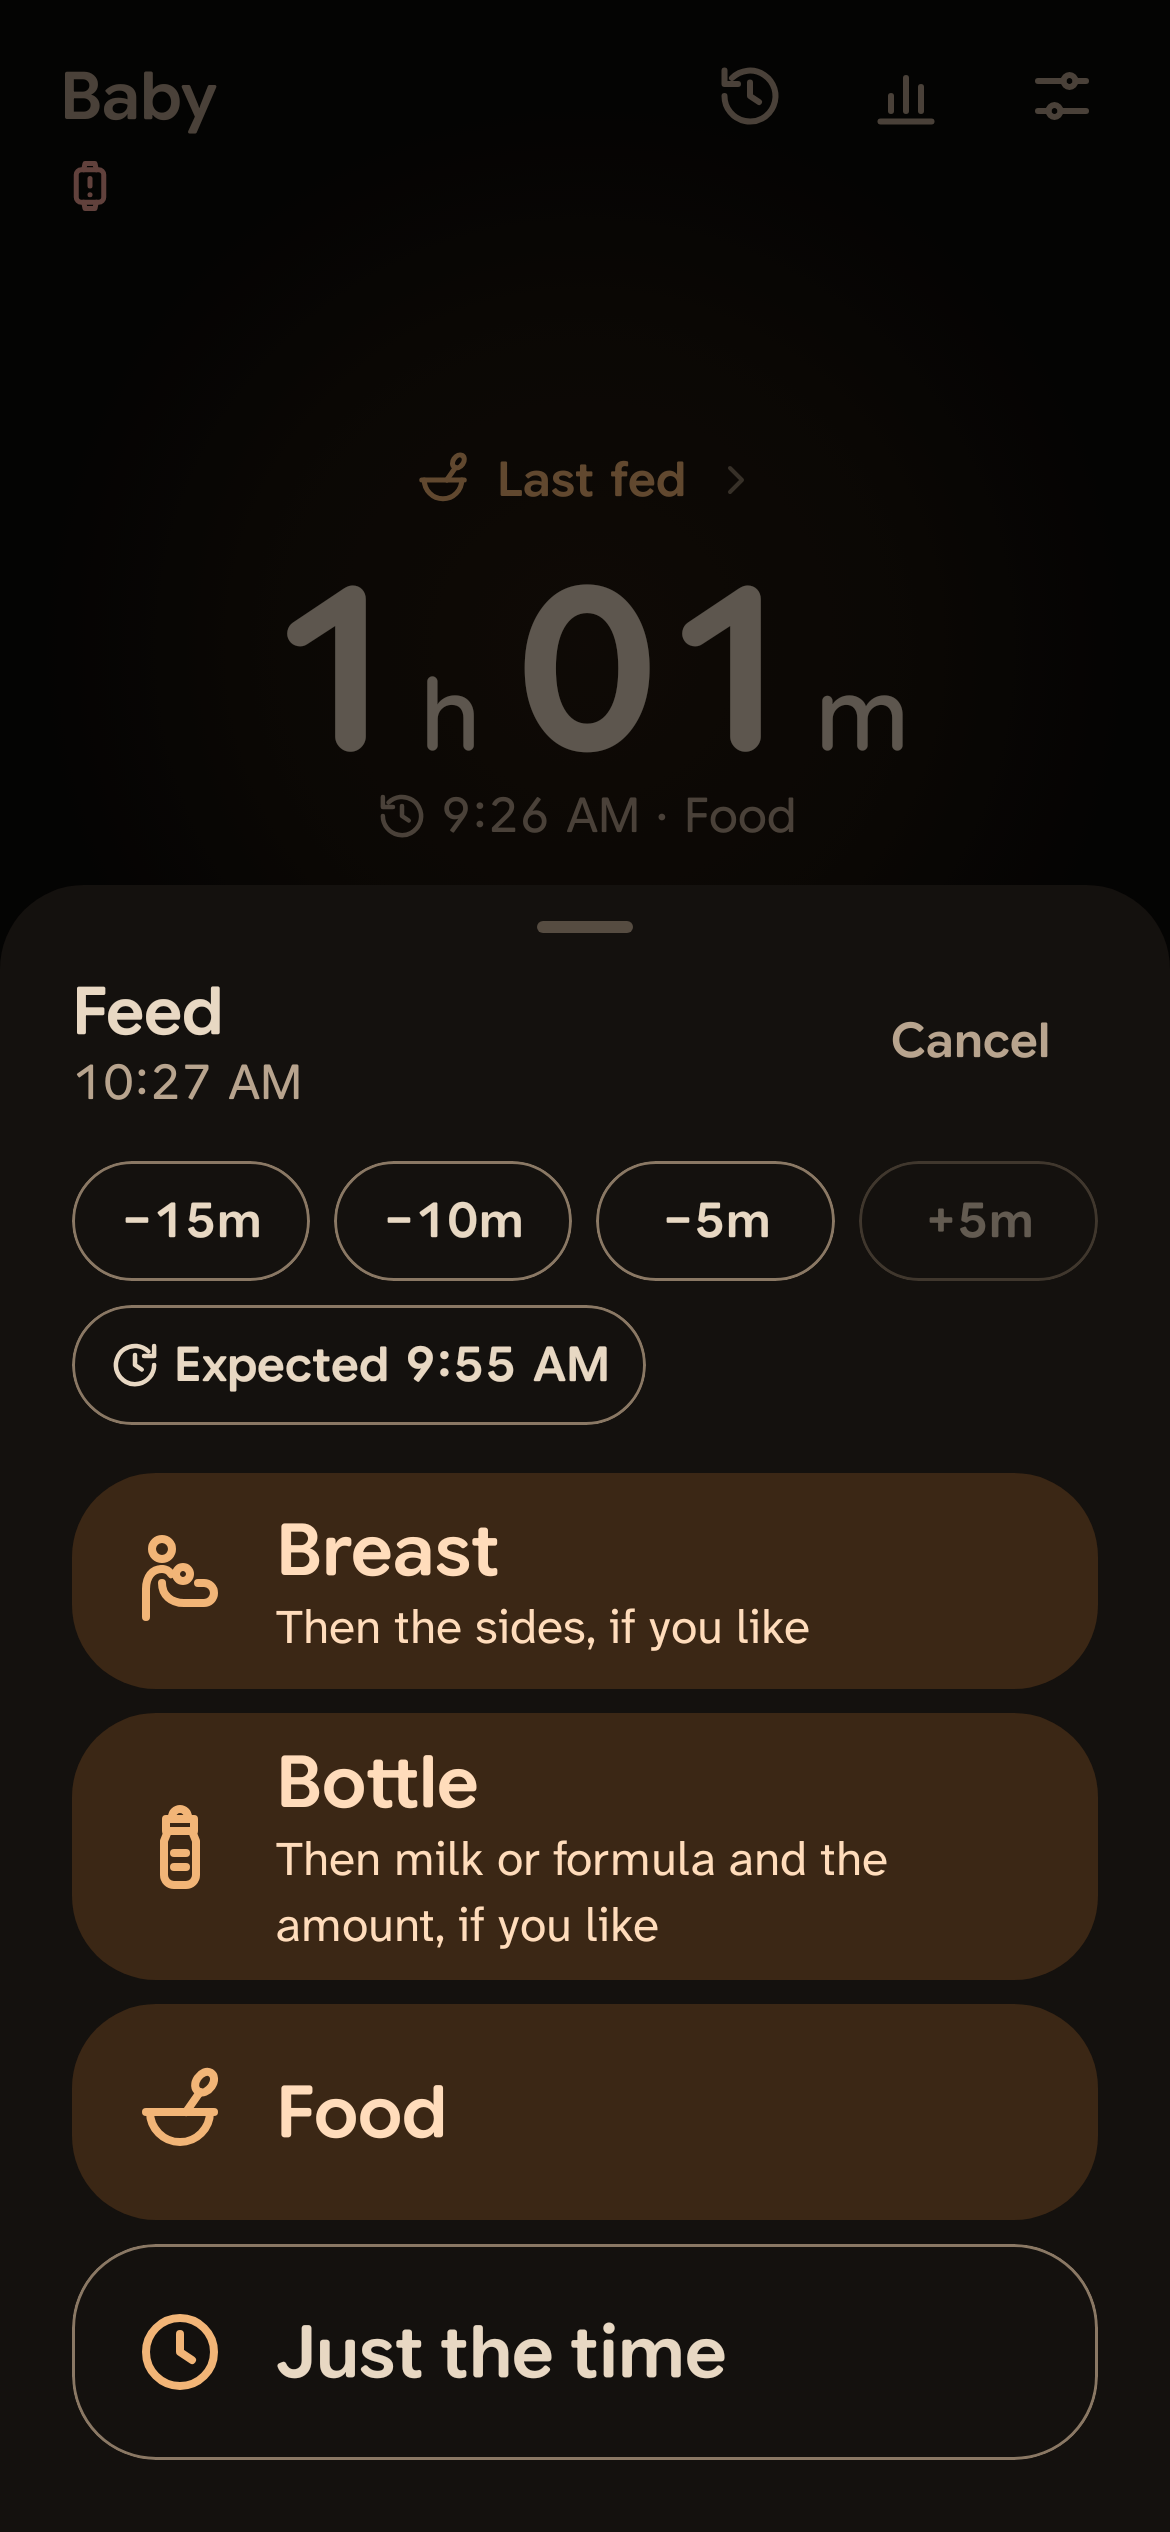 Baby
Last fed
1 h 01 m
9:26 AM · Food
Feed
Cancel
10:27 AM
−15m
−10m
−5m
+5m
Expected 9:55 AM
Breast
Then the sides, if you like
Bottle
Then milk or formula and the
amount, if you like
Food
Just the time